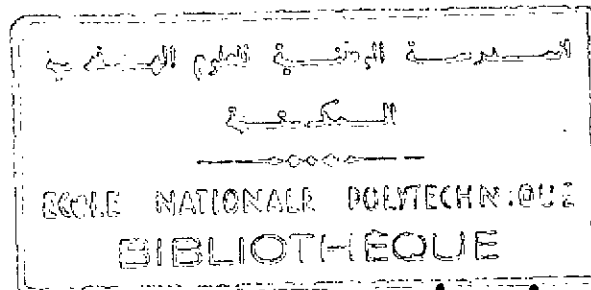 المدرسة الوطنية للعلوم الهندسية
المكتبة
ECOLE NATIONALE POLYTECHNIQUE
BIBLIOTHÈQUE